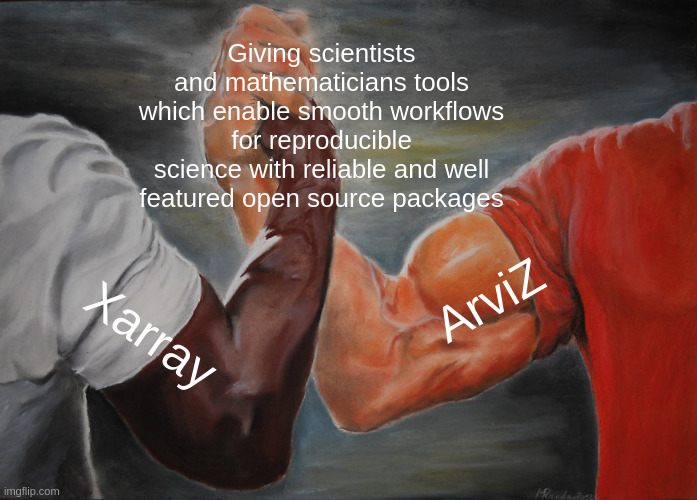 Giving scientists
and mathematicians tools
which enable smooth workflows
for reproducible
science with reliable and well
featured open source packages
Xarray
ArviZ
imgflip.com